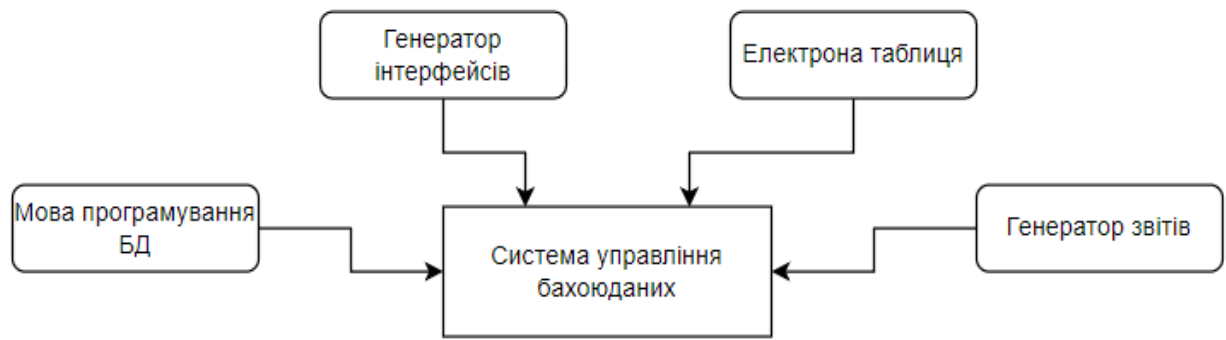 Генератор
інтерфейсів
Електрона таблиця
Мова програмування
БД
Генератор звітів
Система управління
бахоюданих